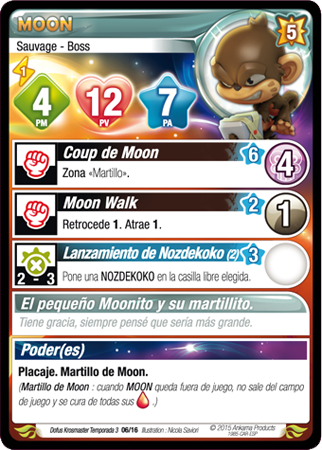 MOON
5
Sauvage - Boss
1
4
PM
12
PV
7
PA
Coup de Moon
6
4
Zona «Martillo».
Moon Walk
2
1
Retrocede 1. Atrae 1.
Lanzamiento de Nozdekoko (2)
3
2 - 3
Pone una NOZDEKOKO en la casilla libre elegida.
El pequeño Moonito y su martillito.
Tiene gracia, siempre pensé que sería más grande.
Poder(es)
Placaje. Martillo de Moon.
(Martillo de Moon : cuando MOON queda fuera de juego, no sale del
campo de juego y se cura de todas sus .)
Dofus Krosmaster Temporada 3 06/16 Illustration : Nicola Saviori
© 2015 Ankama Products
1985-CAR-ESP